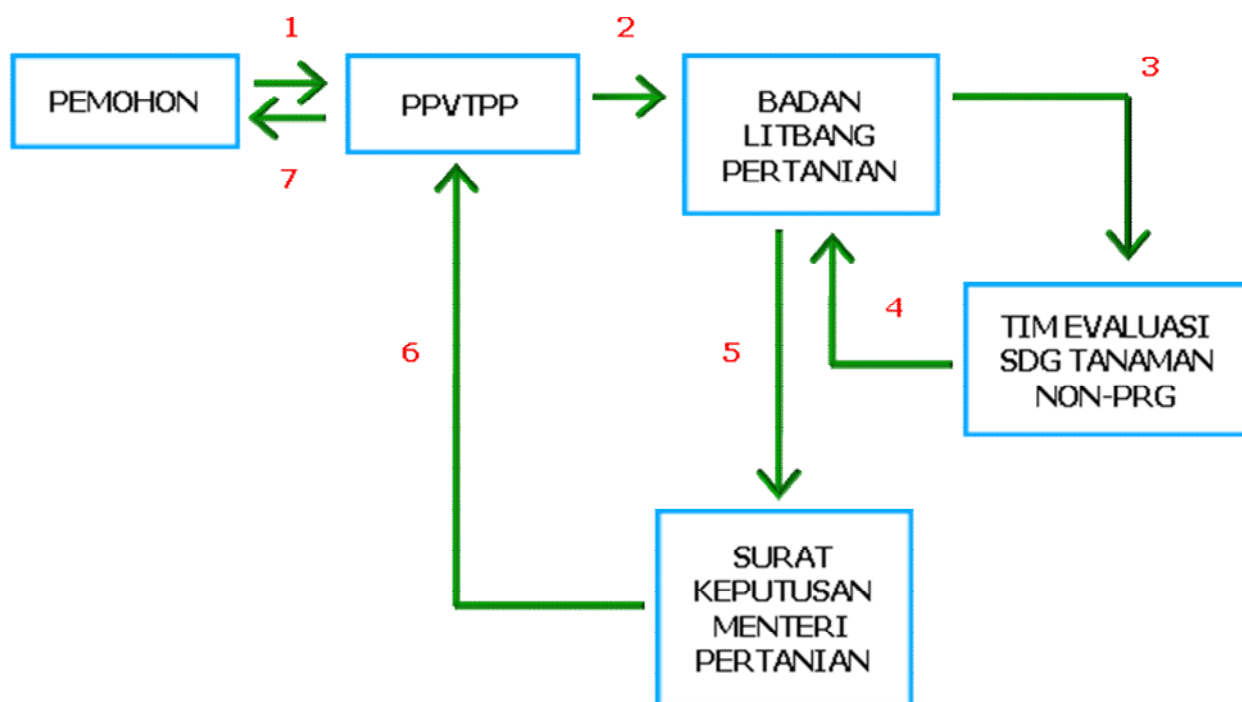 1
2
3
PEMOHON
PPVTPP
BADAN
LITBANG
PERTANIAN
7
4
TIM EVALUASI
SDG TANAMAN
NON-PRG
6
5
SURAT
KEPUTUSAN
MENTERI
PERTANIAN